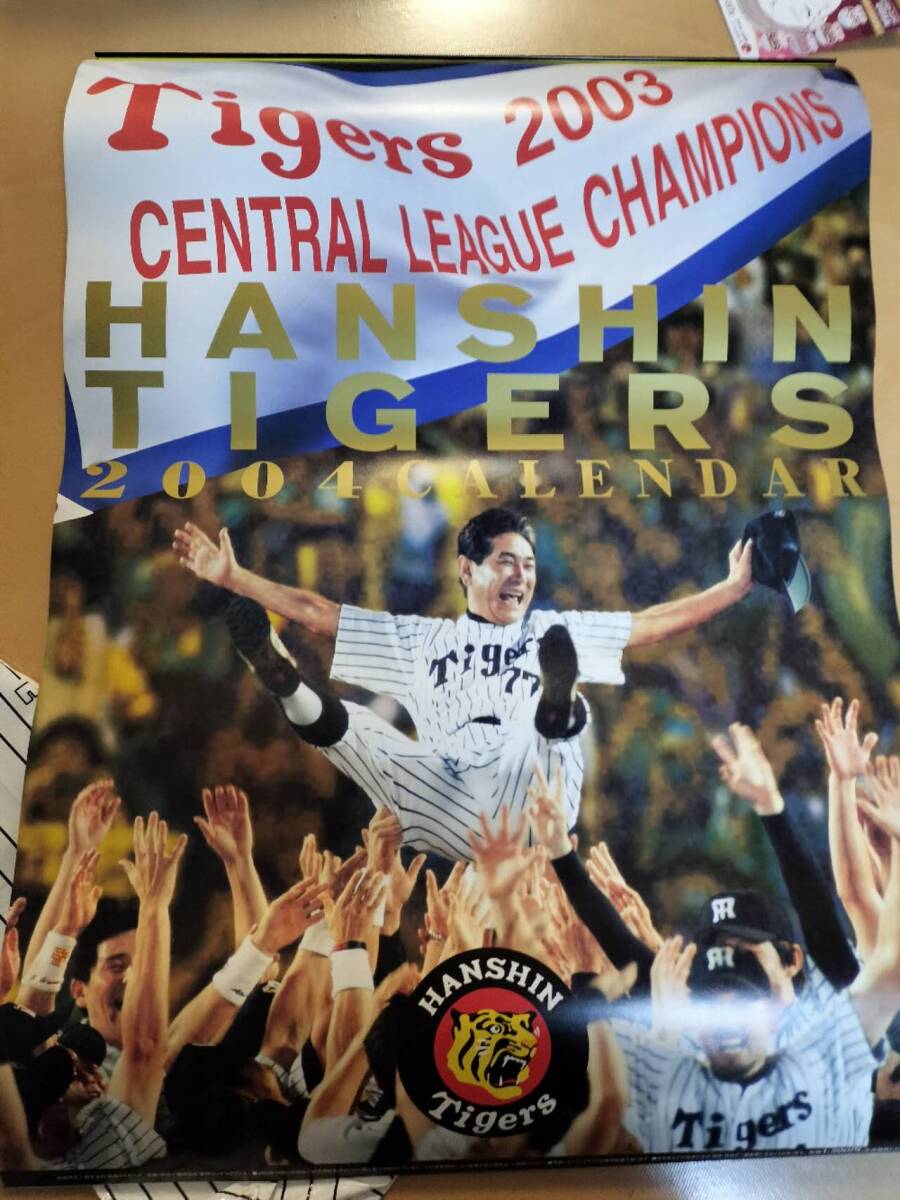 Tigers 2003
CENTRAL LEAGUE CHAMPIONS
HANSHIN
TIGERS
2004 CALENDAR
Tigers
77
HANSHIN
Tigers
Tigers